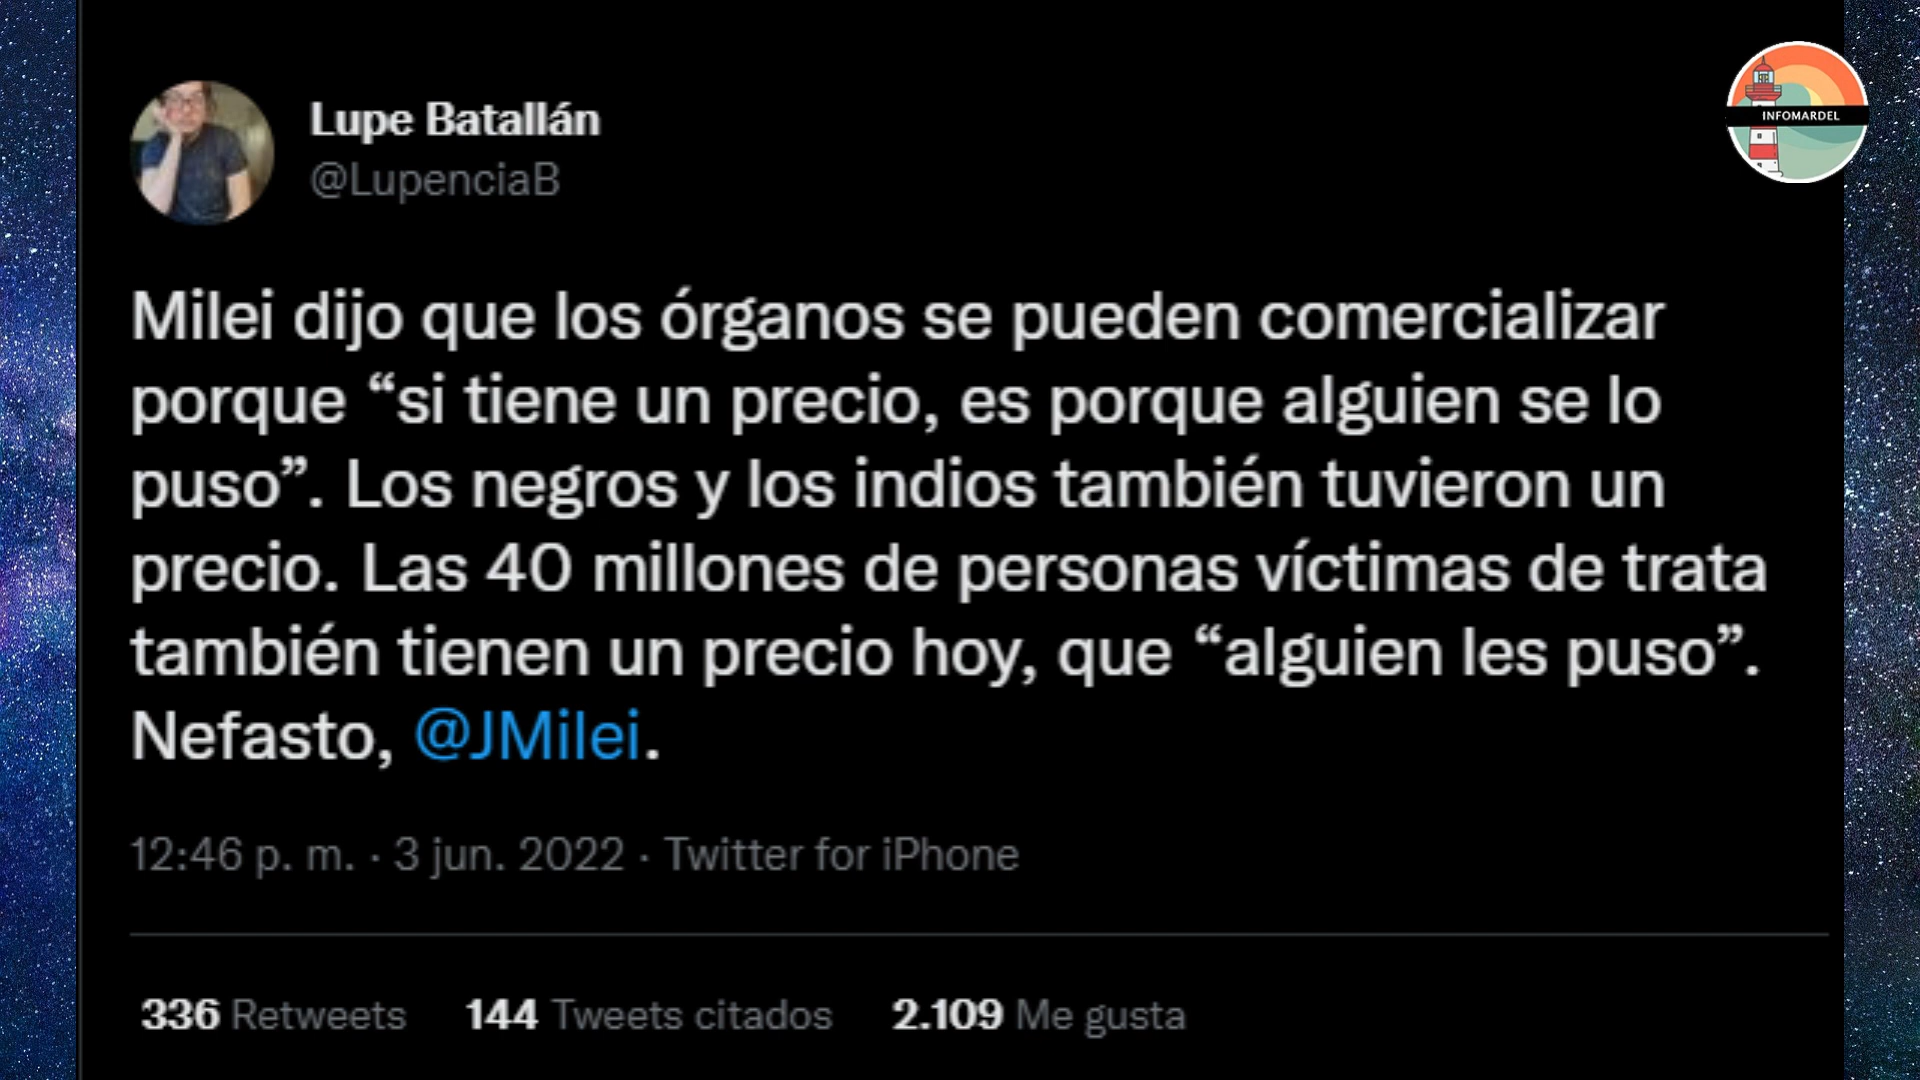 Lupe Batallán
@LupenciaB
INFOMARDEL
Milei dijo que los órganos se pueden comercializar
porque “si tiene un precio, es porque alguien se lo
puso”. Los negros y los indios también tuvieron un
precio. Las 40 millones de personas víctimas de trata
también tienen un precio hoy, que “alguien les puso”.
Nefasto, @JMilei.
12:46 p. m. · 3 jun. 2022 · Twitter for iPhone
336 Retweets 144 Tweets citados 2.109 Me gusta